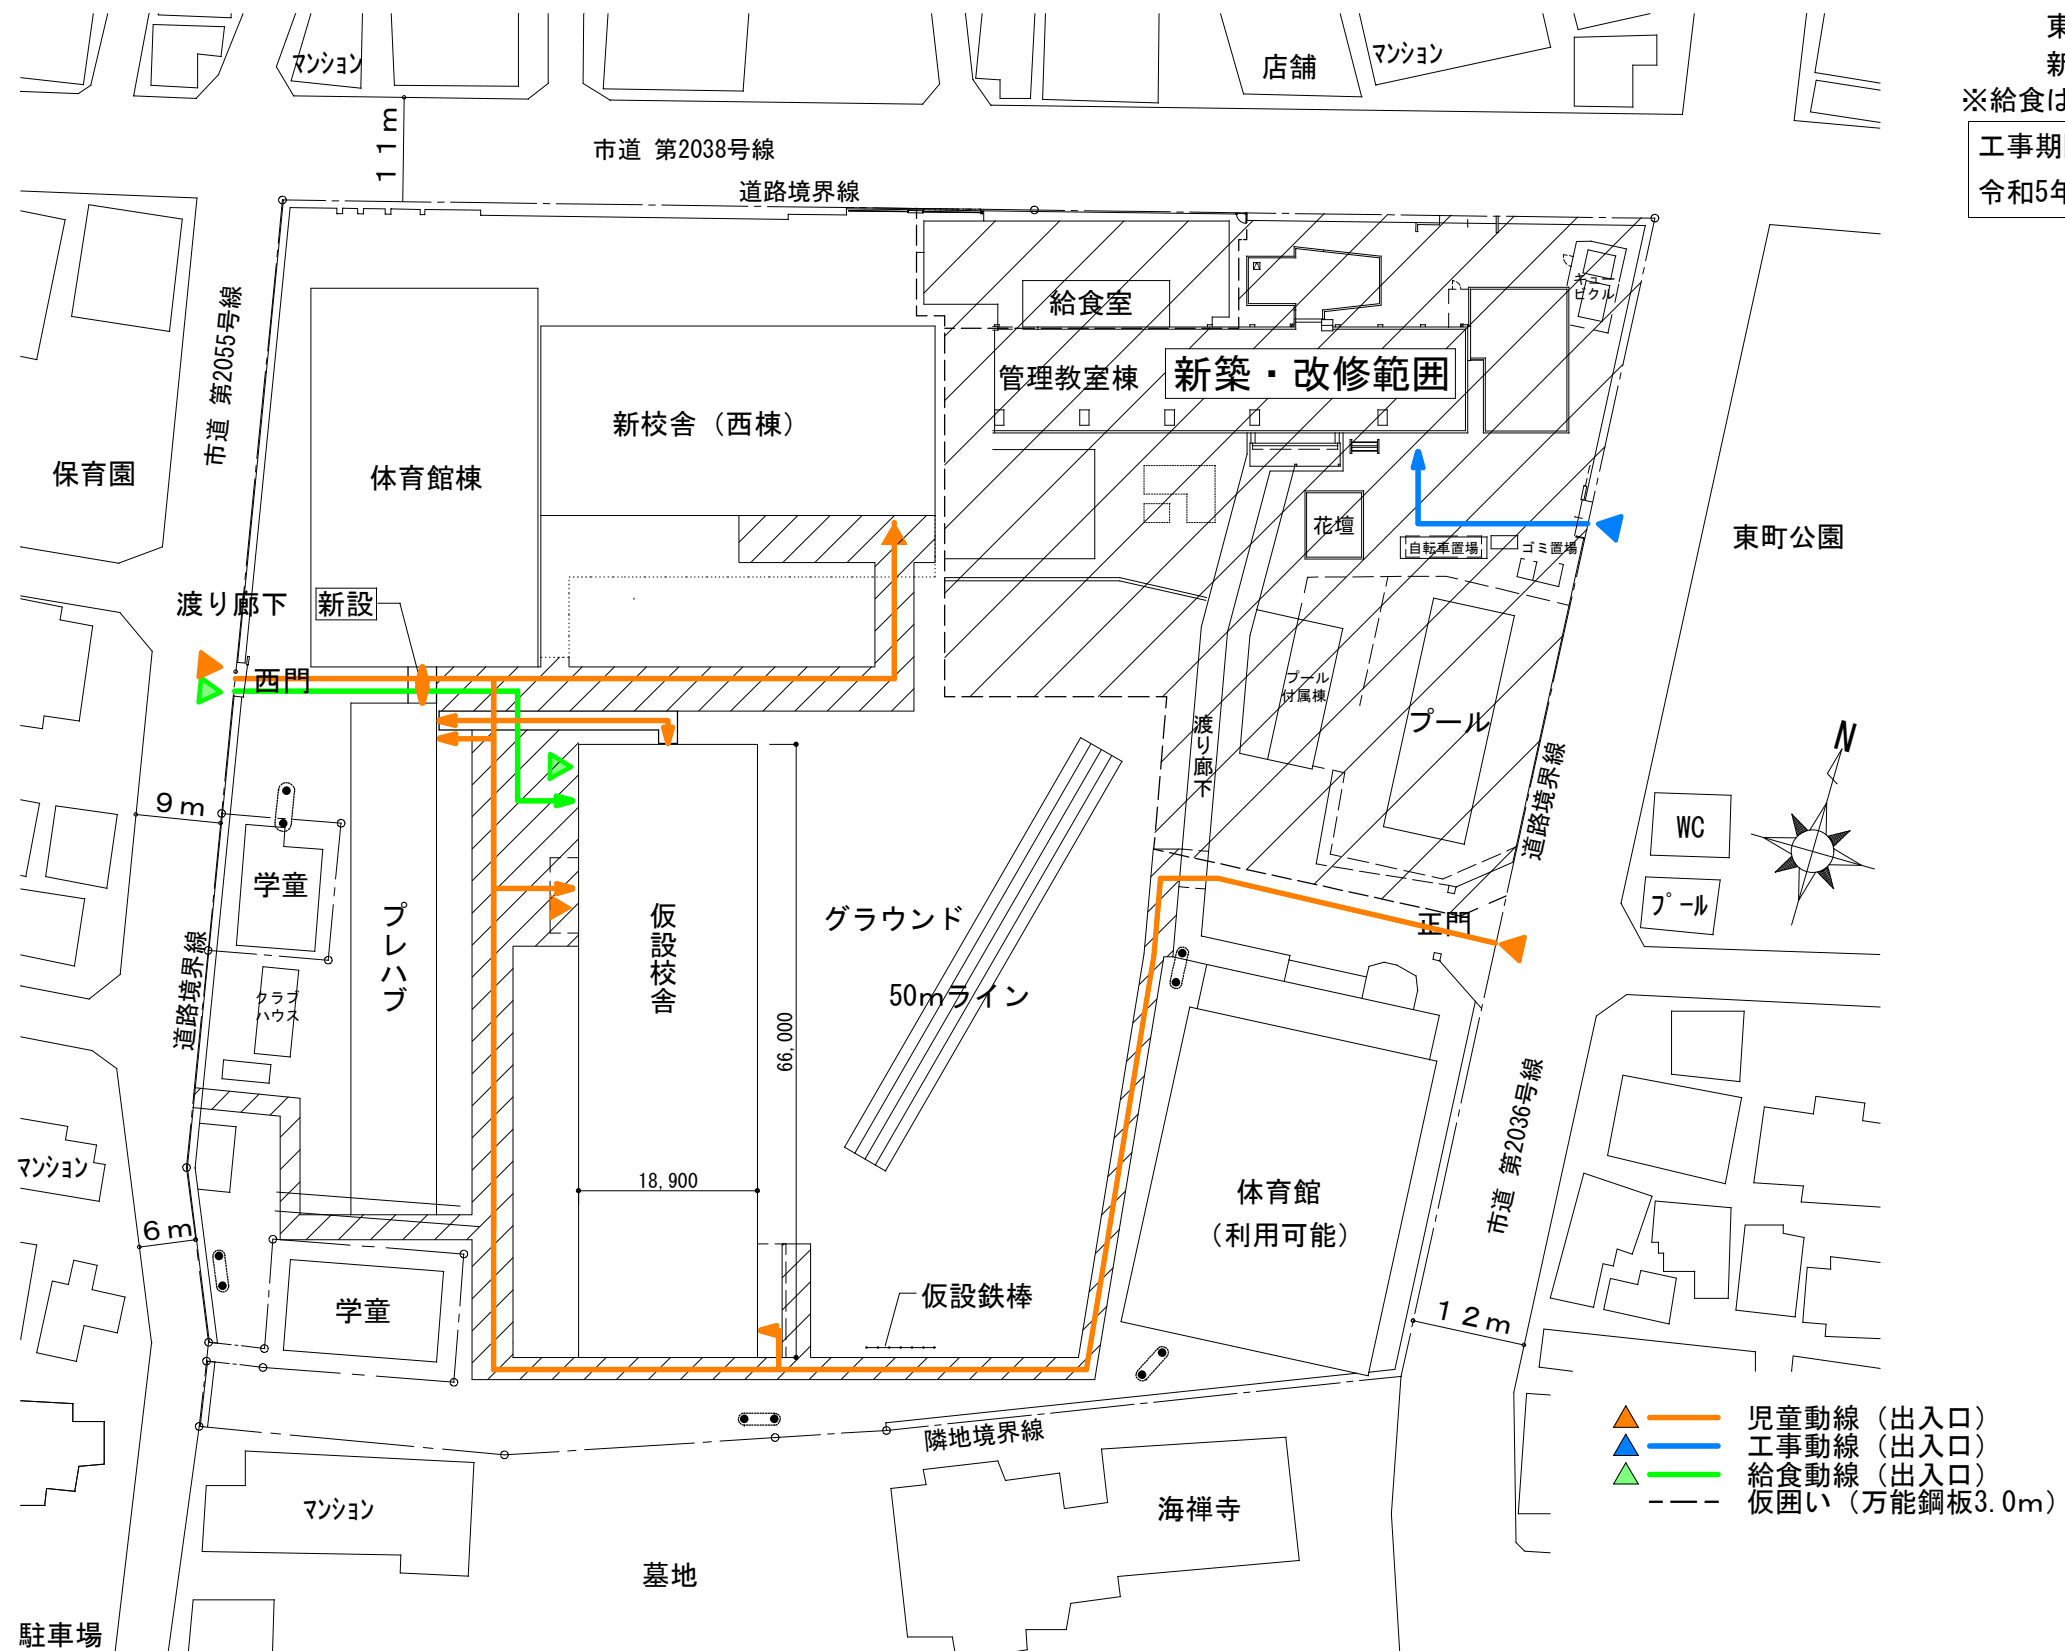 東
新
※給食は
工事期
令和5年
マンション
店舗
マンション
11m
市道 第2038号線
道路境界線
市道 第2055号線
保育園
体育館棟
新校舎（西棟）
給食室
管理教室棟
新築・改修範囲
キュービクル
花壇
自転車置場
ゴミ置場
東町公園
渡り廊下
新設
西門
プール
付属棟
プール
渡り廊下
道路境界線
N
WC
プール
9m
学童
プレハブ
仮設校舎
グラウンド
50mライン
正門
クラブ
ハウス
道路境界線
66,000
18,900
市道 第2036号線
体育館
（利用可能）
マンション
6m
学童
仮設鉄棒
12m
隣地境界線
マンション
墓地
海禅寺
駐車場
児童動線（出入口）
工事動線（出入口）
給食動線（出入口）
仮囲い（万能鋼板3.0m）